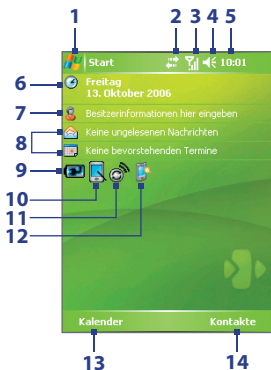 1 2 3 4 5
Start 10:01
6 Freitag
13. Oktober 2006
7 Besitzerinformationen hier eingeben
8 Keine ungelesenen Nachrichten
Keine bevorstehenden Termine
9
10
11
12
Kalender Kontakte
13 14